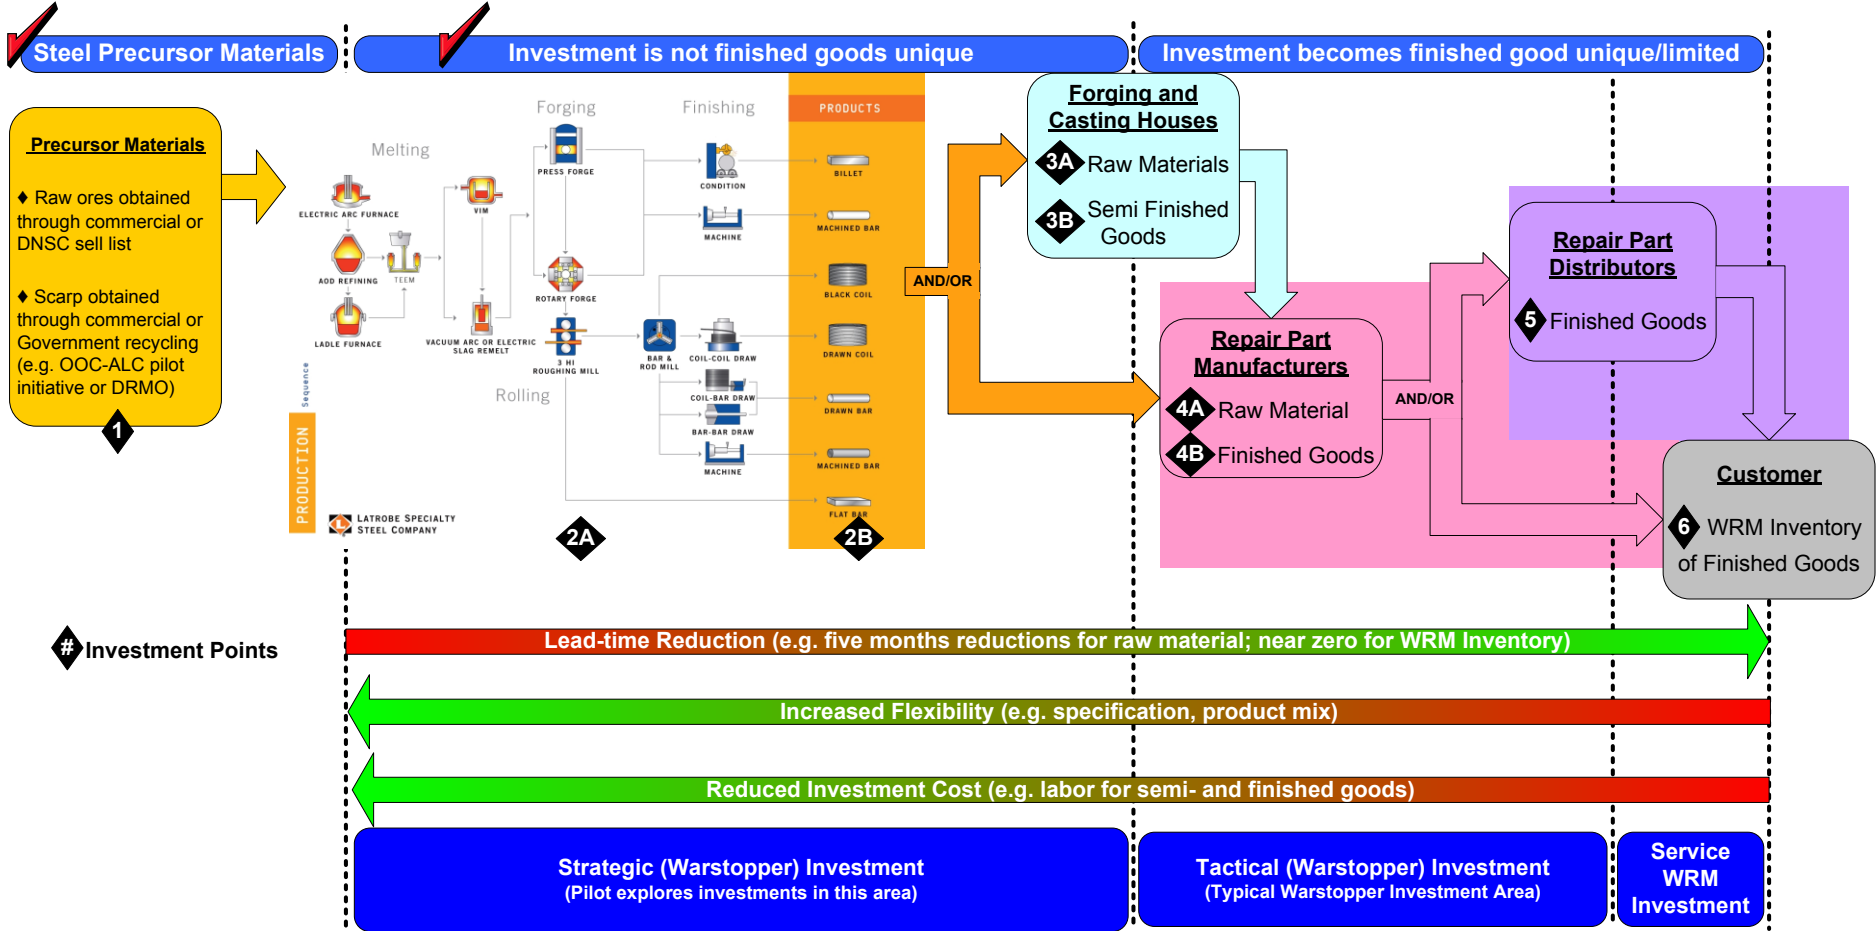 Steel Precursor Materials
Investment is not finished goods unique
Investment becomes finished good unique/limited
Precursor Materials
♦ Raw ores obtained
through commercial or
DNSC sell list
♦ Scarp obtained
through commercial or
Government recycling
(e.g. OOC-ALC pilot
initiative or DRMO)
1
Melting
ELECTRIC ARC FURNACE
AOD REFINING
TEEM
LADLE FURNACE
VIM
VACUUM ARC OR ELECTRIC
SLAG REMELT
Forging
PRESS FORGE
ROTARY FORGE
3 HI
ROUGHING MILL
Rolling
BAR &
ROD MILL
Finishing
CONDITION
MACHINE
COIL-COIL DRAW
COIL-BAR DRAW
BAR-BAR DRAW
MACHINE
PRODUCTS
BILLET
MACHINED BAR
BLACK COIL
DRAWN COIL
DRAWN BAR
MACHINED BAR
FLAT BAR
PRODUCTION
Sequence
L
LATROBE SPECIALTY
STEEL COMPANY
2A
2B
AND/OR
Forging and
Casting Houses
3A Raw Materials
3B Semi Finished
Goods
Repair Part
Manufacturers
4A Raw Material
4B Finished Goods
AND/OR
Repair Part
Distributors
5 Finished Goods
Customer
6 WRM Inventory
of Finished Goods
# Investment Points
Lead-time Reduction (e.g. five months reductions for raw material; near zero for WRM Inventory)
Increased Flexibility (e.g. specification, product mix)
Reduced Investment Cost (e.g. labor for semi- and finished goods)
Strategic (Warstopper) Investment
(Pilot explores investments in this area)
Tactical (Warstopper) Investment
(Typical Warstopper Investment Area)
Service
WRM
Investment